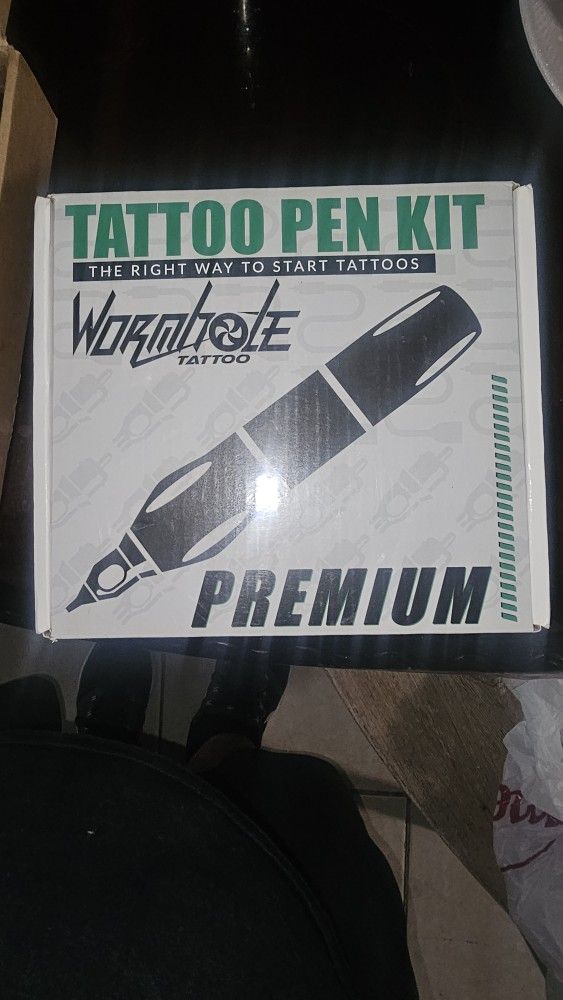 TATTOO PEN KIT
THE RIGHT WAY TO START TATTOOS
WORMHOLE
TATTOO
PREMIUM